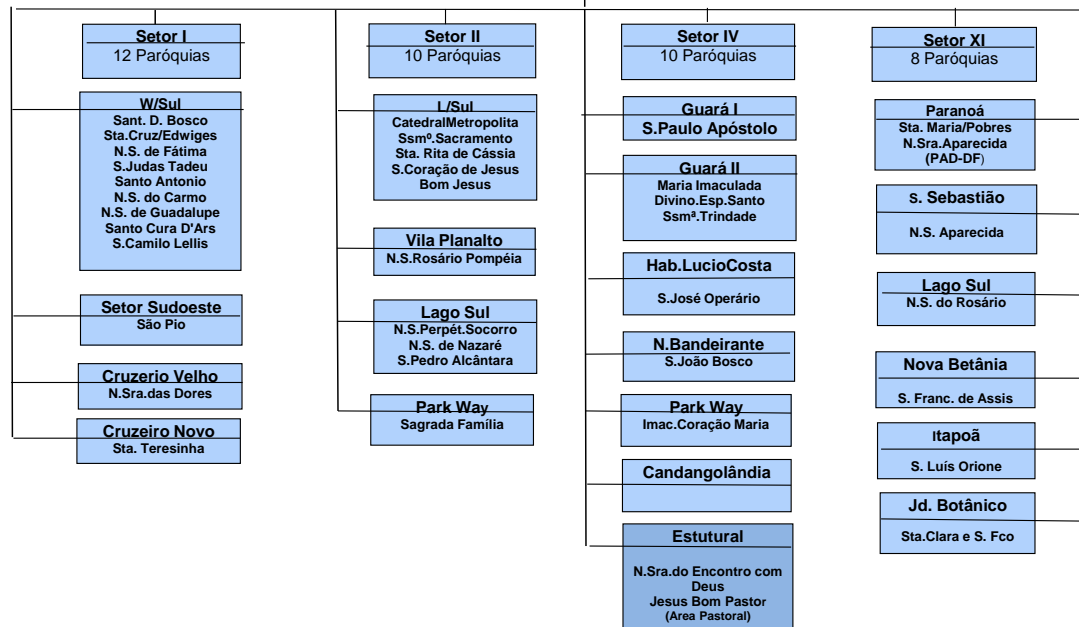 Setor I
12 Paróquias
W/Sul
Sant. D. Bosco
Sta.Cruz/Edwiges
N.S. de Fátima
S.Judas Tadeu
Santo Antonio
N.S. do Carmo
N.S. de Guadalupe
Santo Cura D'Ars
S.Camilo Lellis
Setor Sudoeste
São Pio
Cruzerio Velho
N.Sra.das Dores
Cruzeiro Novo
Sta. Teresinha
Setor II
10 Paróquias
L/Sul
CatedralMetropolita
Ssmº.Sacramento
Sta. Rita de Cássia
S.Coração de Jesus
Bom Jesus
Vila Planalto
N.S.Rosário Pompéia
Lago Sul
N.S.Perpét.Socorro
N.S. de Nazaré
S.Pedro Alcântara
Park Way
Sagrada Família
Setor IV
10 Paróquias
Guará I
S.Paulo Apóstolo
Guará II
Maria Imaculada
Divino.Esp.Santo
Ssmª.Trindade
Hab.LucioCosta
S.José Operário
N.Bandeirante
S.João Bosco
Park Way
Imac.Coração Maria
Candangolândia
Estutural
N.Sra.do Encontro com
Deus
Jesus Bom Pastor
(Area Pastoral)
Setor XI
8 Paróquias
Paranoá
Sta. Maria/Pobres
N.Sra.Aparecida
(PAD-DF)
s. Sebastião
N.S. Aparecida
Lago Sul
N.S. do Rosário
Nova Betânia
S. Franc. de Assis
Itapoã
S. Luís Orione
Jd. Botânico
Sta.Clara e S. Fco